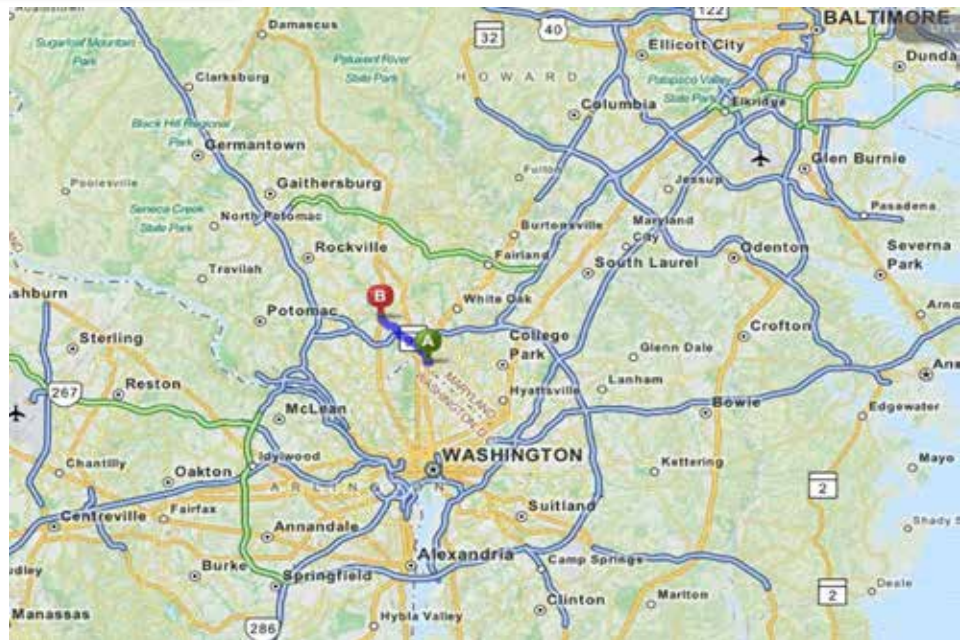 Damascus
122
BALTIMORE
32
40
Sugarloaf Mountain
Park
Patuxent River
State Park
Ellicott City
Dunda
HOWARD
Patapsco Valley
State Park
Clarksburg
Columbia
Elkridge
Black Hill Regional
Park
Germantown
Glen Burnie
Poolesville
Gaithersburg
Fulton
Jessup
Seneca Creek
State Park
North Potomac
Pasadena
Burtonsville
Maryland
City
Rockville
Fairland
Odenton
Severna
Park
Travilah
South Laurel
Ashburn
B
White Oak
Arno
Potomac
Crofton
Sterling
A
College
Park
Glenn Dale
Ann
267
Reston
MARYLAND
WASHINGTON, D
Lanham
Hyattsville
McLean
Bowie
Edgewater
Idylwood
WASHINGTON
Chantilly
Oakton
Kettering
Mayo
ARLINGTON
2
Fairfax
Suitland
Centreville
Annandale
Shady S
Alexandria
Camp Springs
udley
Burke
Springfield
Deale
Clinton
Marlton
2
Manassas
286
Hybla Valley